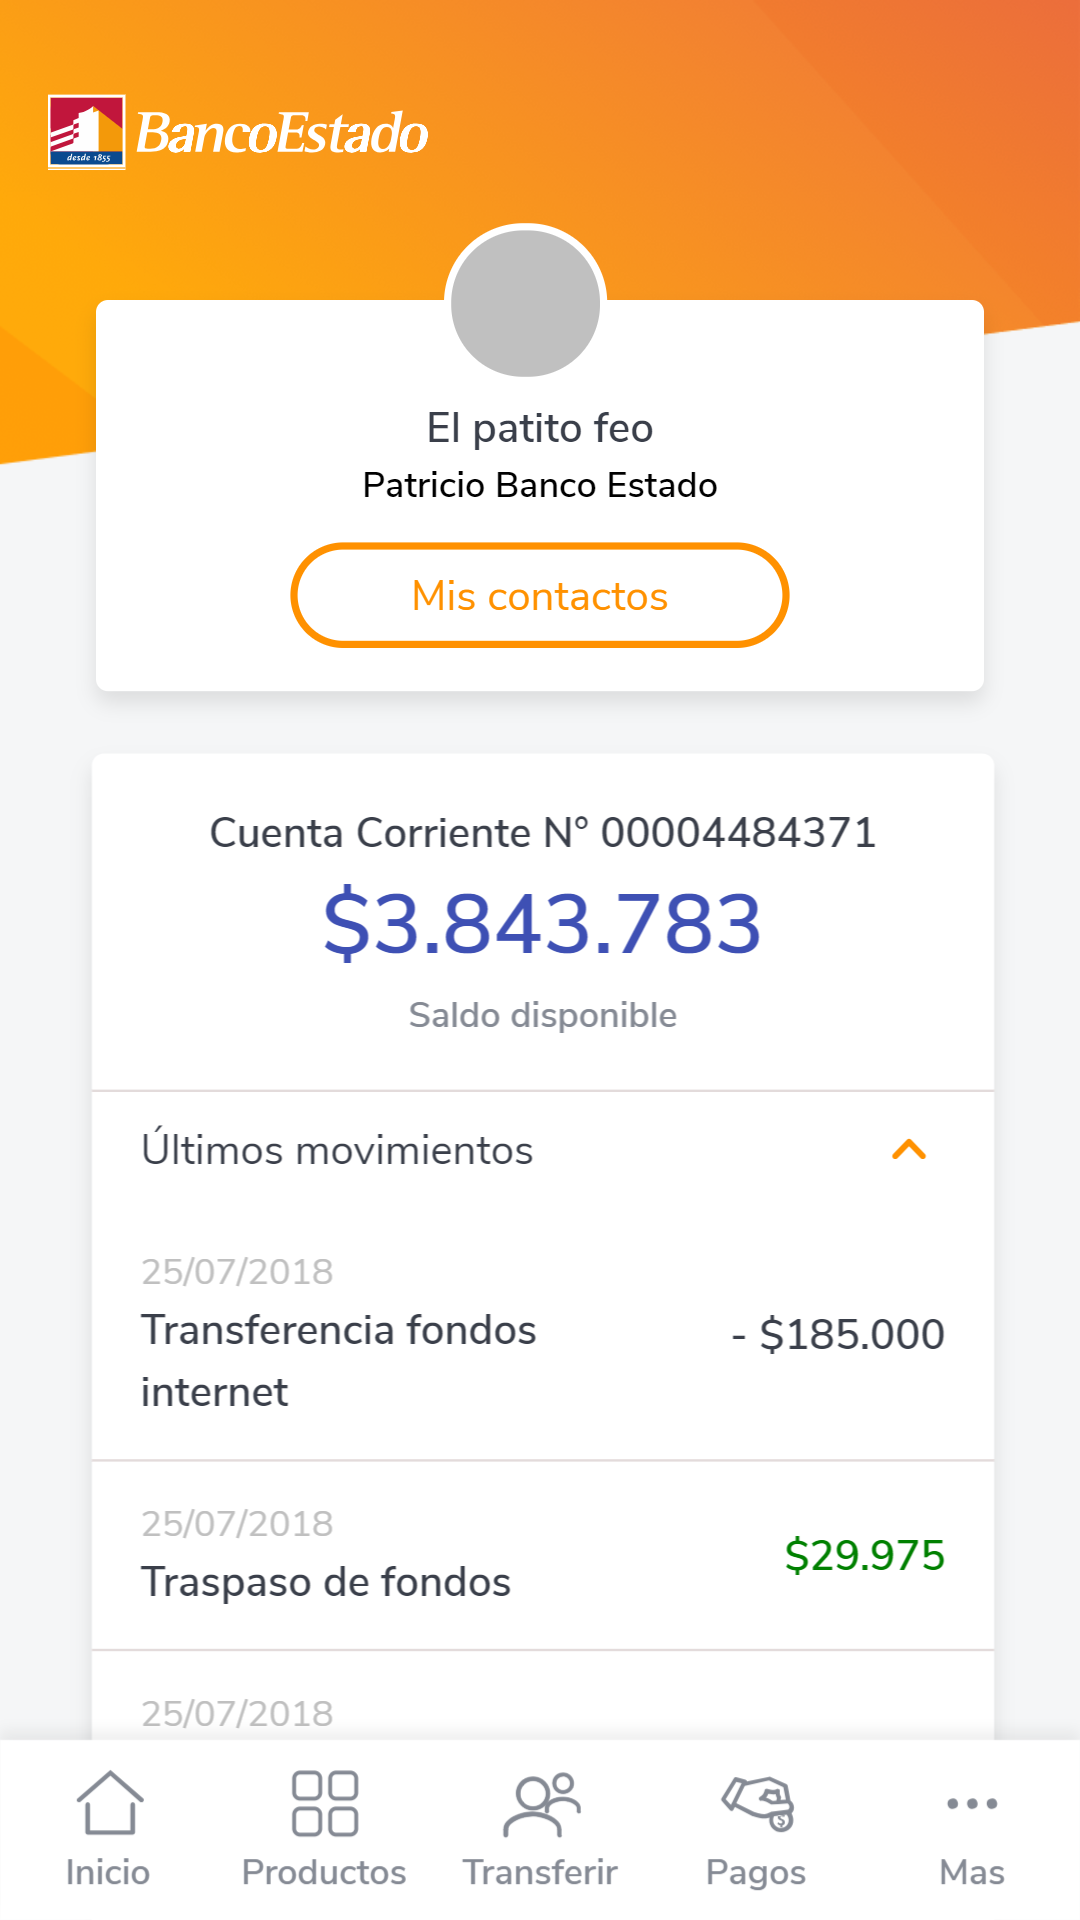 desde 1855
BancoEstado
El patito feo
Patricio Banco Estado
Mis contactos
Cuenta Corriente N° 00004484371
$3.843.783
Saldo disponible
Últimos movimientos
25/07/2018
Transferencia fondos
internet
- $185.000
25/07/2018
Traspaso de fondos
$29.975
25/07/2018
$
Inicio
Productos
Transferir
Pagos
Mas